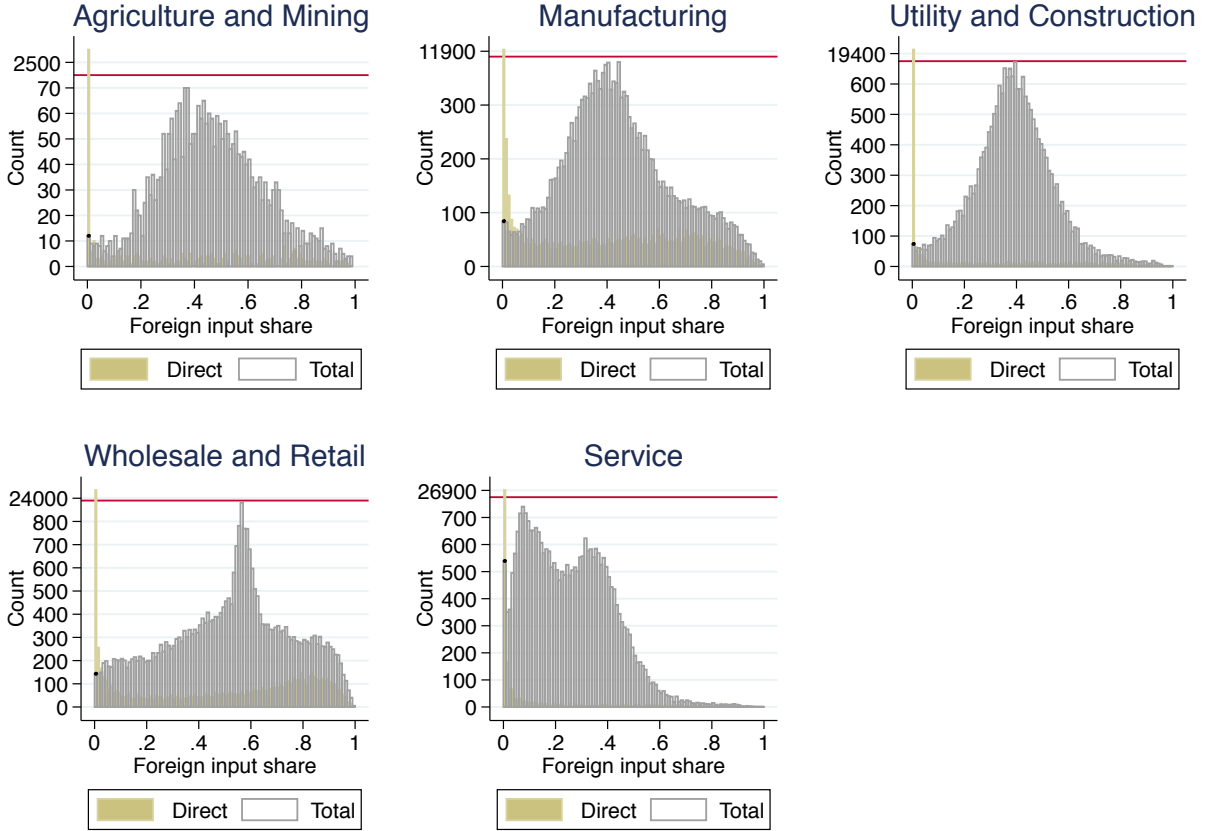 Agriculture and Mining
2500
70
60
50
40
30
20
10
0
Count
0 .2 .4 .6 .8 1
Foreign input share
Direct Total
Manufacturing
11900
300
200
100
0
Count
0 .2 .4 .6 .8 1
Foreign input share
Direct Total
Utility and Construction
19400
600
500
400
300
200
100
0
Count
0 .2 .4 .6 .8 1
Foreign input share
Direct Total
Wholesale and Retail
24000
800
700
600
500
400
300
200
100
0
Count
0 .2 .4 .6 .8 1
Foreign input share
Direct Total
Service
26900
700
600
500
400
300
200
100
0
Count
0 .2 .4 .6 .8 1
Foreign input share
Direct Total